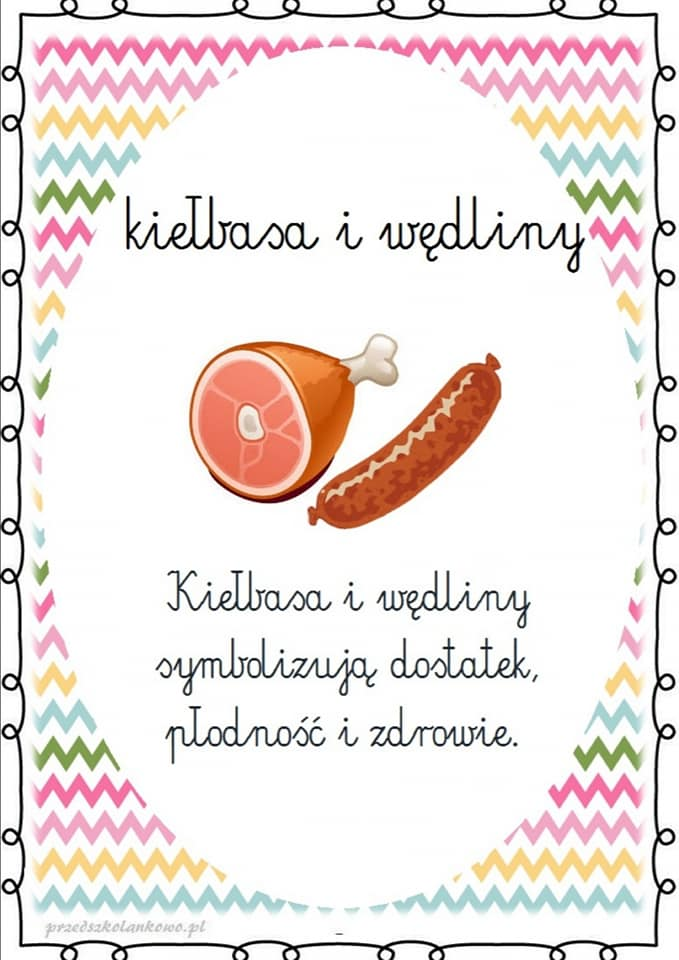 kiełbasa i wędliny
Kiełbasa i wędliny
symbolizują dostatek,
płodność i zdrowie.
przedszkolankowo.pl